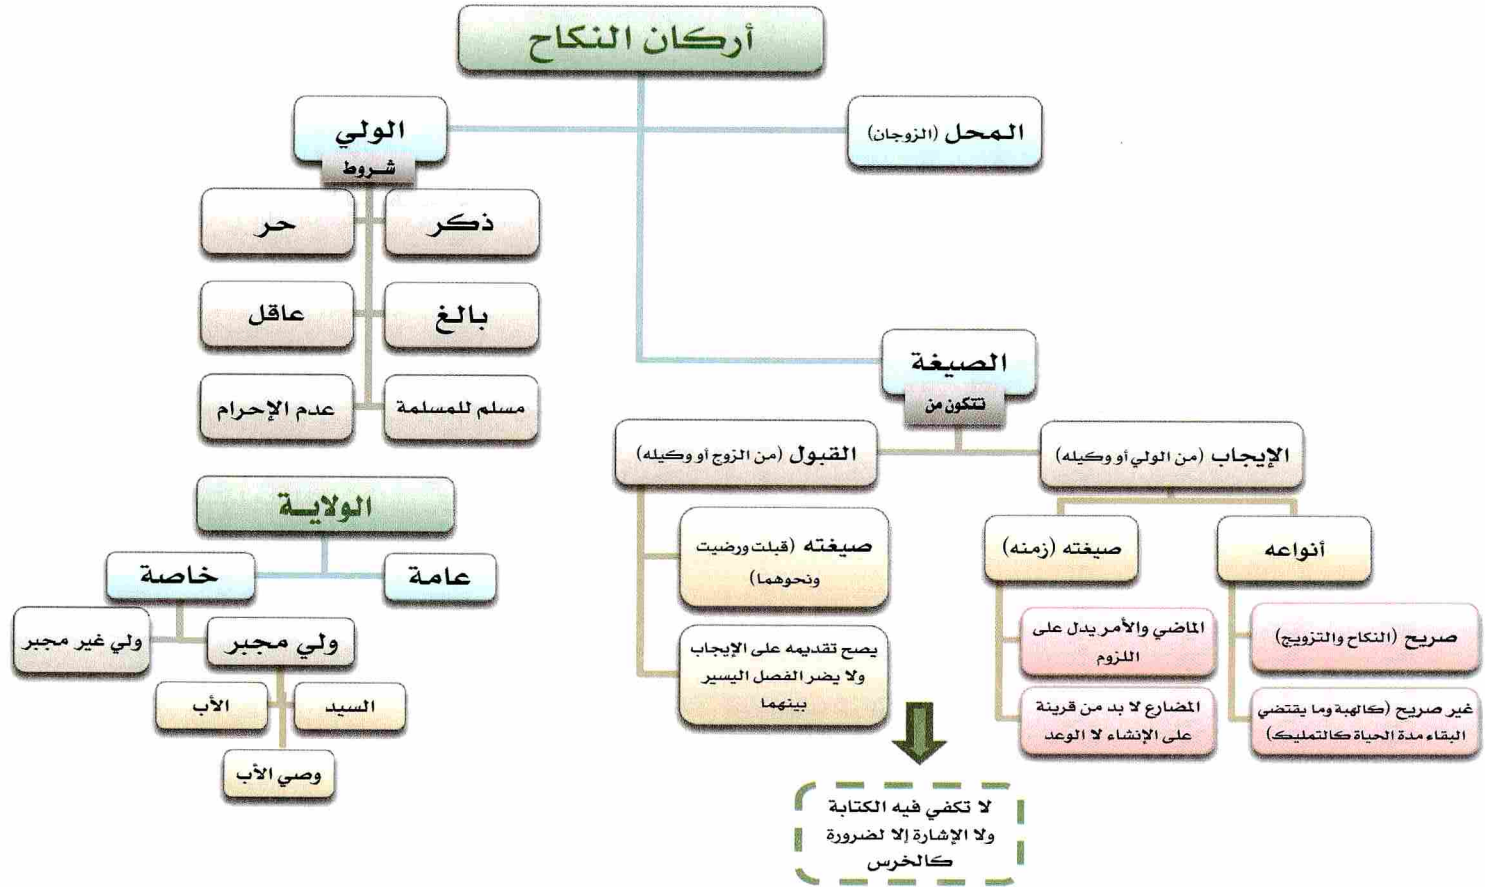 أركان النكاح
المحل (الزوجان)
الولي
شروط
ذكر
حر
بالغ
عاقل
مسلم للمسلمة
عدم الإحرام
الصيغة
تتكون من
الإيجاب (من الولي أو وكيله)
القبول (من الزوج أو وكيله)
أنواعه
صيغته (زمنه)
صريح (النكاح والتزويج)
غير صريح (كالهبة وما يقتضي
البقاء مدة الحياة كالتمليك)
الماضي والأمر يدل على
اللزوم
المضارع لا بد من قرينة
على الإنشاء لا الوعد
صيغته (قبلت ورضيت
ونحوهما)
يصح تقديمه على الإيجاب
ولا يضر الفصل اليسير
بينهما
لا تكفي فيه الكتابة
ولا الإشارة إلا لضرورة
كالخرس
الولاية
عامة
خاصة
ولي مجبر
ولي غير مجبر
السيد
الأب
وصي الأب